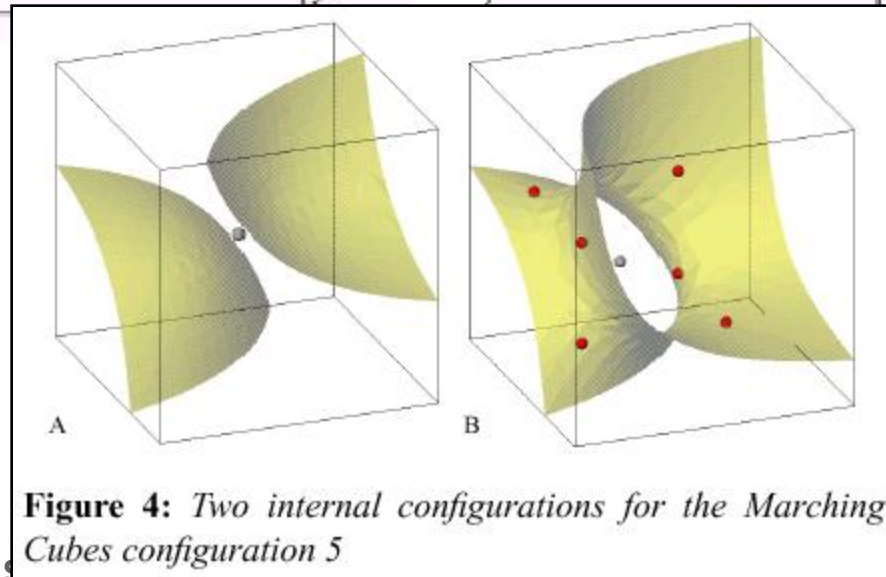 A
B
Figure 4: Two internal configurations for the Marching
Cubes configuration 5